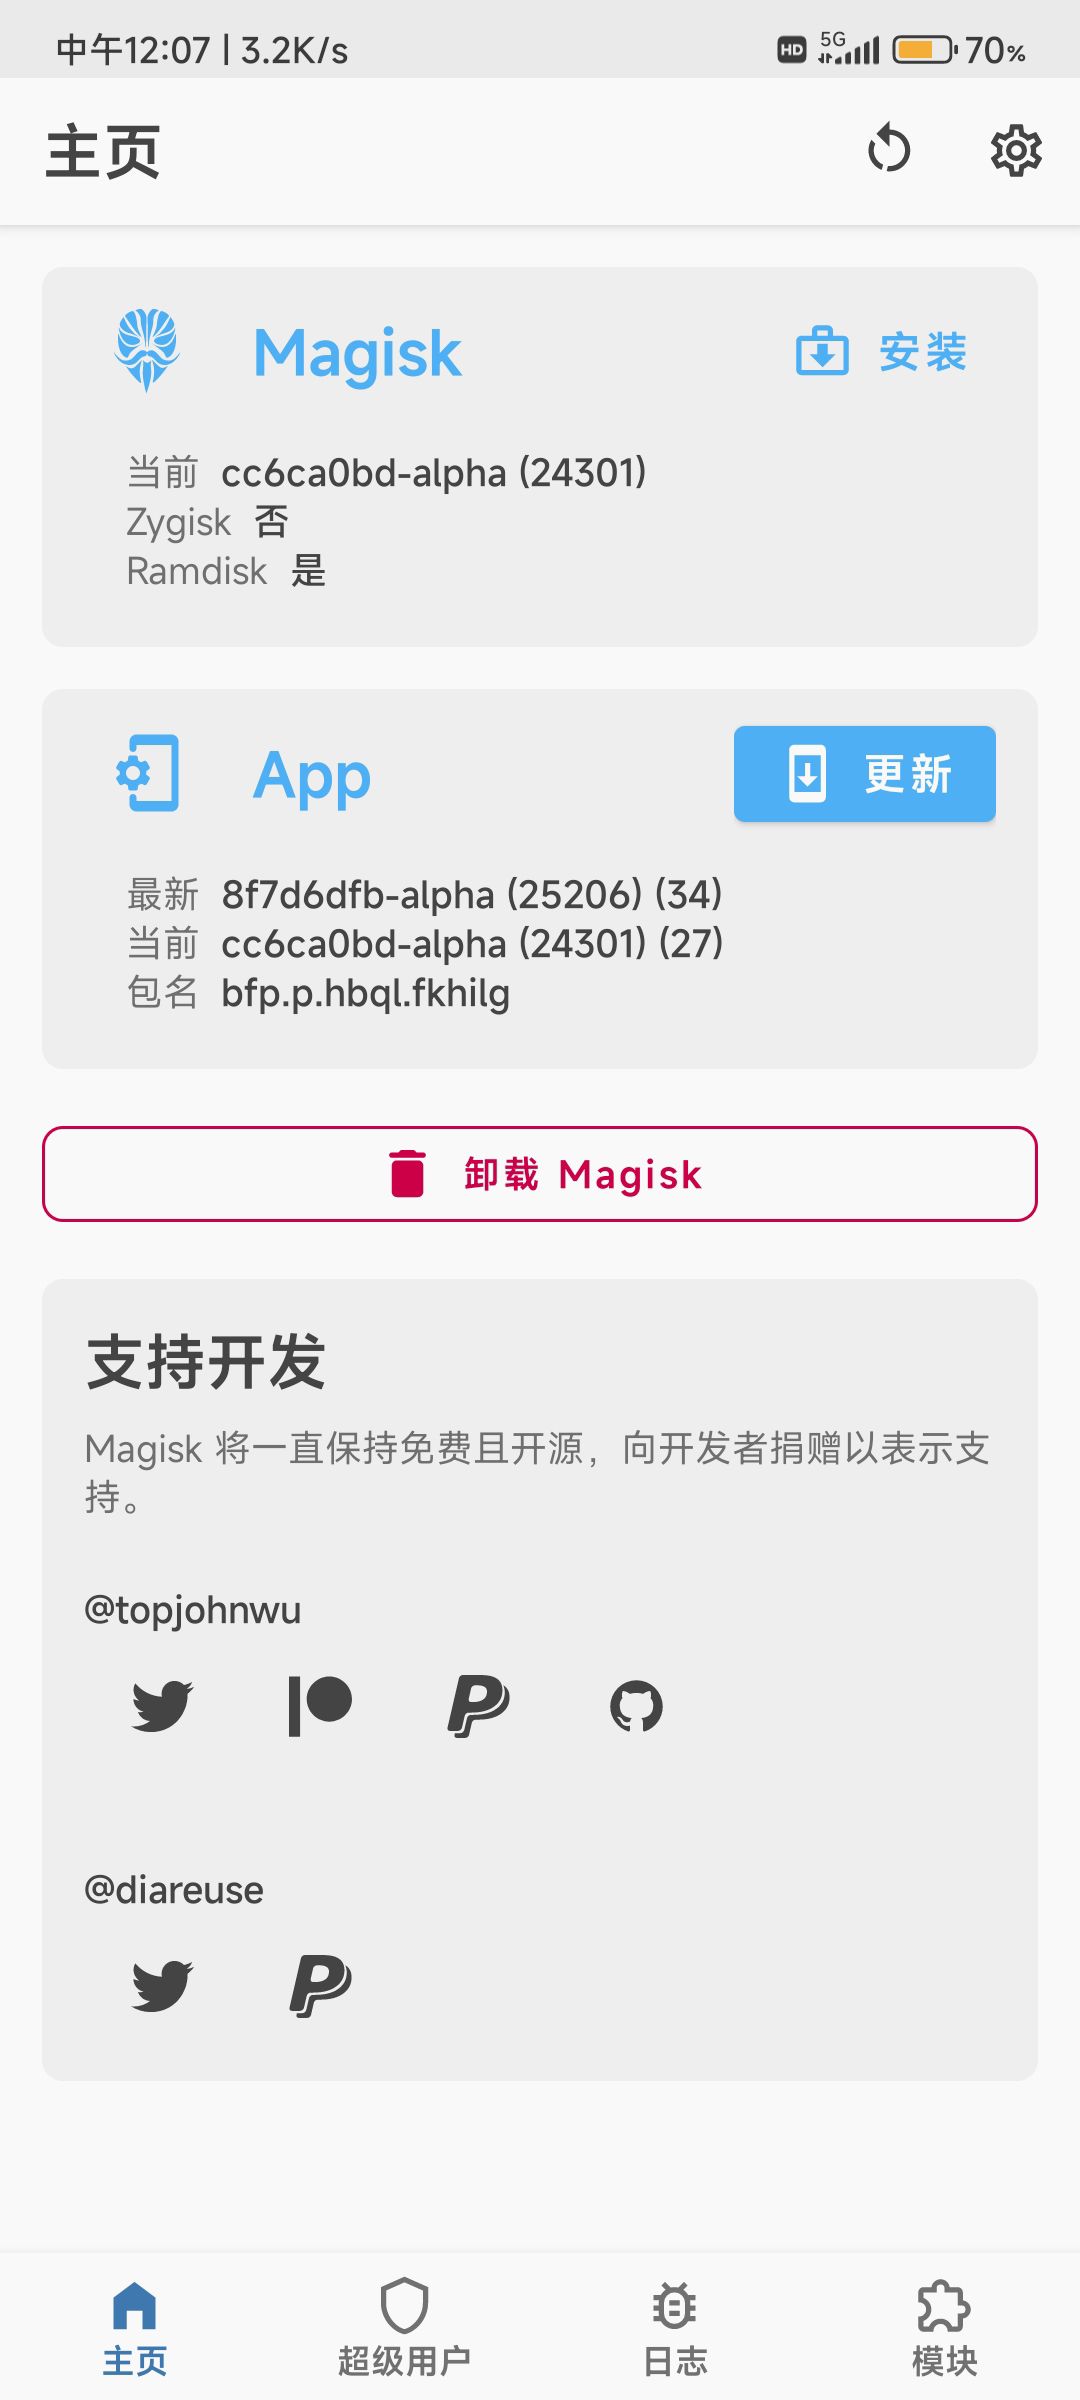 中午12:07 | 3.2K/s HD 5G 70%
主页
Magisk 安装
当前 cc6ca0bd-alpha (24301)
Zygisk 否
Ramdisk 是
App 更新
最新 8f7d6dfb-alpha (25206) (34)
当前 cc6ca0bd-alpha (24301) (27)
包名 bfp.p.hbql.fkhilg
卸载 Magisk
支持开发
Magisk 将一直保持免费且开源，向开发者捐赠以表示支
持。
@topjohnwu
@diareuse
主页 超级用户 日志 模块